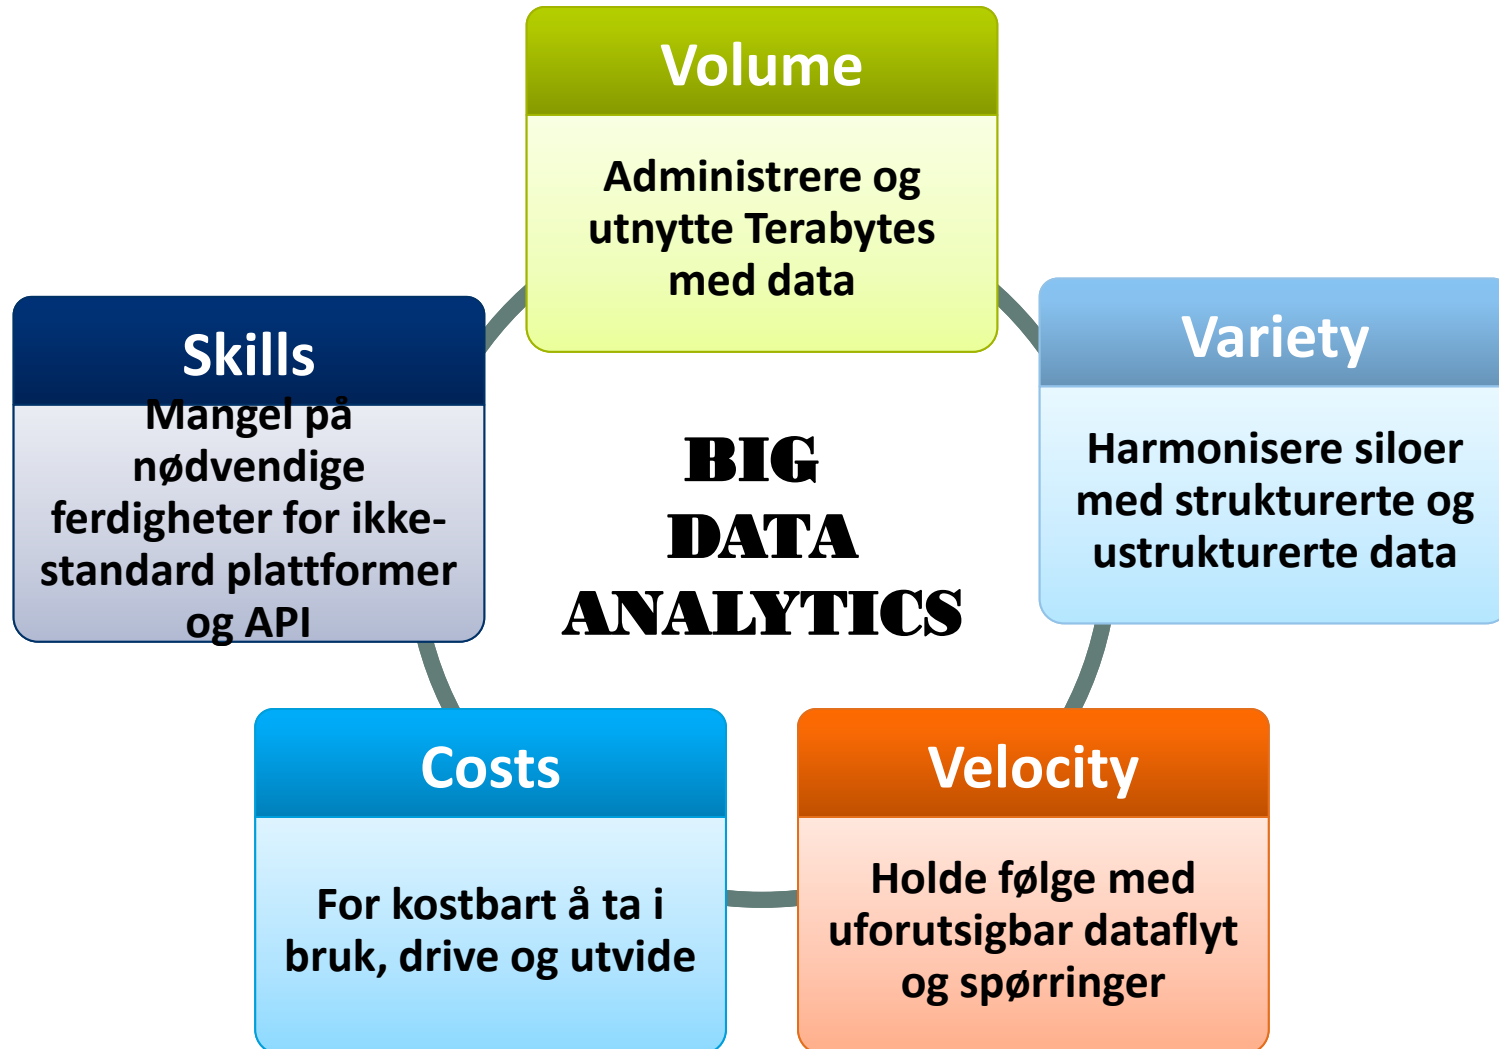 Volume
Administrere og
utnytte Terabytes
med data
Skills
Mangel på
nødvendige
ferdigheter for ikke-
standard plattformer
og API
BIG
DATA
ANALYTICS
Variety
Harmonisere siloer
med strukturerte og
ustrukturerte data
Costs
For kostbart å ta i
bruk, drive og utvide
Velocity
Holde følge med
uforutsigbar dataflyt
og spørringer